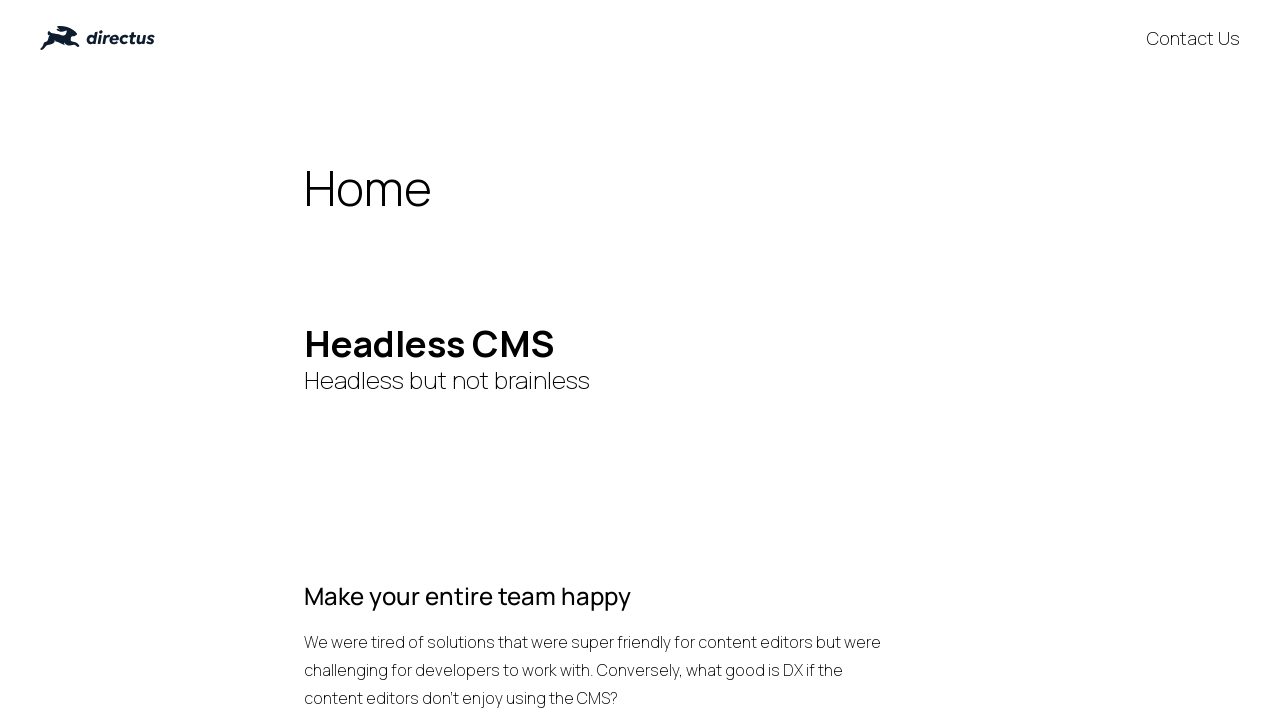 directus
Contact Us
Home
Headless CMS
Headless but not brainless
Make your entire team happy
We were tired of solutions that were super friendly for content editors but were
challenging for developers to work with. Conversely, what good is DX if the
content editors don't enjoy using the CMS?